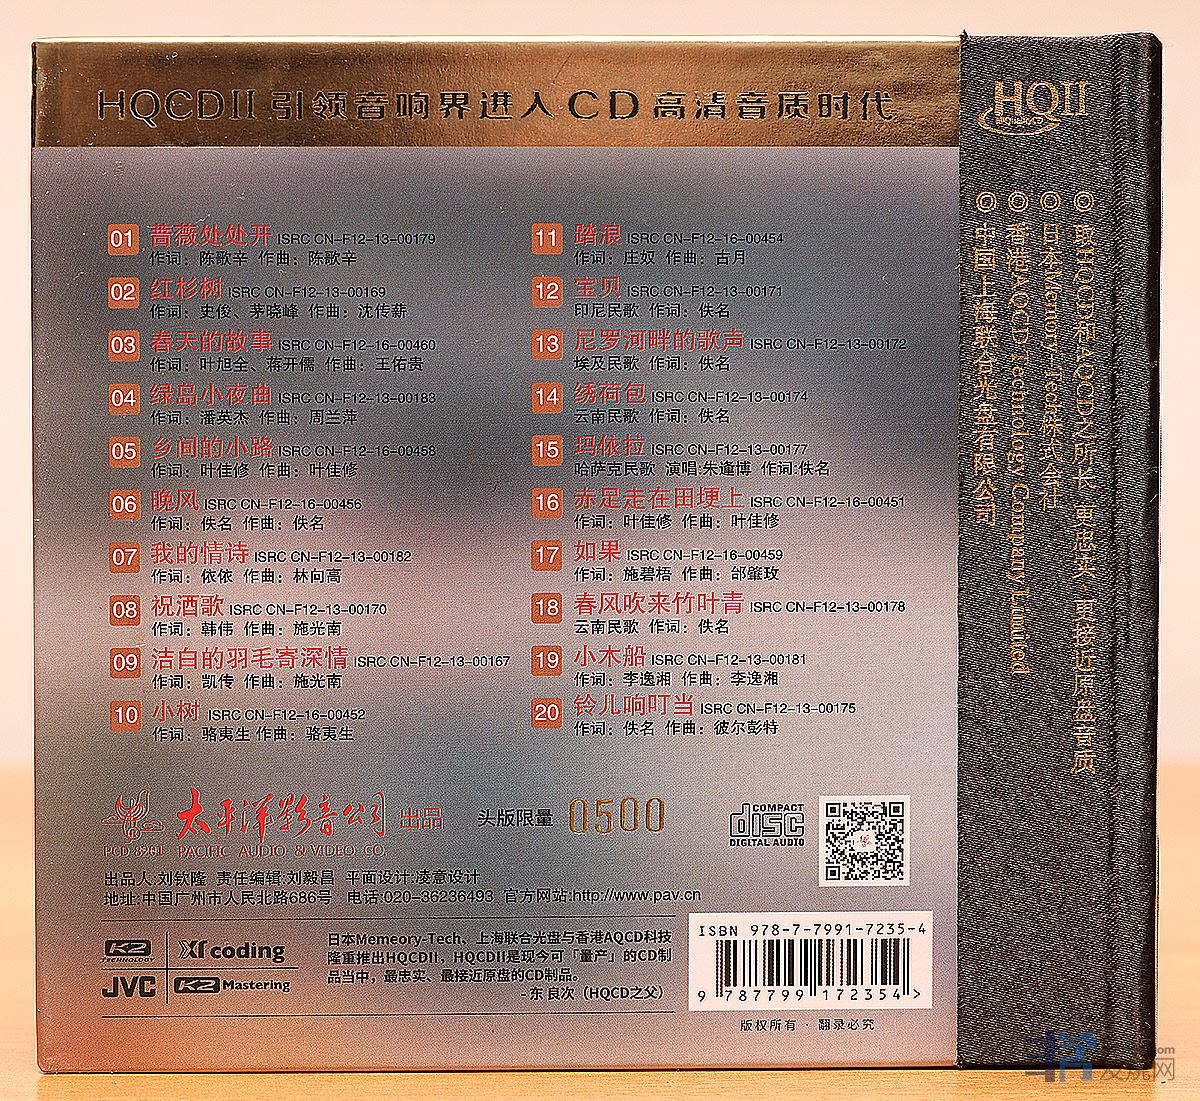 HQCDII 引领音响界进入CD高清音质时代
01 蔷薇处处开 ISRC CN-F12-13-00179
作词：陈歌辛 作曲：陈歌辛
02 红杉树 ISRC CN-F12-13-00169
作词：史俊、茅晓峰 作曲：沈传薪
03 春天的故事 ISRC CN-F12-16-00460
作词：叶旭全、蒋开儒 作曲：王佑贵
04 绿岛小夜曲 ISRC CN-F12-13-00183
作词：潘英杰 作曲：周兰萍
05 乡间的小路 ISRC CN-F12-16-00458
作词：叶佳修 作曲：叶佳修
06 晚风 ISRC CN-F12-16-00456
作词：佚名 作曲：佚名
07 我的情诗 ISRC CN-F12-13-00182
作词：依依 作曲：林向高
08 祝酒歌 ISRC CN-F12-13-00170
作词：韩伟 作曲：施光南
09 洁白的羽毛寄深情 ISRC CN-F12-13-00167
作词：凯传 作曲：施光南
10 小树 ISRC CN-F12-16-00452
作词：骆夷生 作曲：骆夷生
11 踏浪 ISRC CN-F12-16-00454
作词：庄奴 作曲：古月
12 宝贝 ISRC CN-F12-13-00171
印尼民歌 作词：佚名
13 尼罗河畔的歌声 ISRC CN-F12-13-00172
埃及民歌 作词：佚名
14 绣荷包 ISRC CN-F12-13-00174
云南民歌 作词：佚名
15 玛依拉 ISRC CN-F12-13-00177
哈萨克民歌 演唱:朱逢博 作词:佚名
16 赤足走在田埂上 ISRC CN-F12-16-00451
作词：叶佳修 作曲：叶佳修
17 如果 ISRC CN-F12-16-00459
作词：施碧梧 作曲：邰肇玫
18 春风吹来竹叶青 ISRC CN-F12-13-00178
云南民歌 作词：佚名
19 小木船 ISRC CN-F12-13-00181
作词：李逸湘 作曲：李逸湘
20 铃儿响叮当 ISRC CN-F12-13-00175
作词：佚名 作曲：彼尔彭特
太平洋影音公司 出品
PCD-8201 PACIFIC AUDIO & VIDEO CO
头版限量 0500
COMPACT
disc
DIGITAL AUDIO
出品人:刘钦隆 责任编辑:刘毅昌 平面设计:凌意设计
地址:中国广州市人民北路686号 电话:020-36236493 官方网站:http://www.pav.cn
K2 TECHNOLOGY
xr coding
JVC
K2 Mastering
日本Memeory-Tech、上海联合光盘与香港AQCD科技
隆重推出HQCDII，HQCDII是现今可「量产」的CD制
品当中，最忠实、最接近原盘的CD制品。
- 东 良次（HQCD之父）
ISBN 978-7-7991-7235-4
9 787799 172354 >
版权所有 · 翻录必究
HQII
◎ 取HQCD和AQCD之所长 更忠实 更接近原盘音质
◎ 日本Memory-Tech株式会社
◎ 香港AQCD Technology Company Limited
◎ 中国上海联合光盘有限公司
发烧网
.com